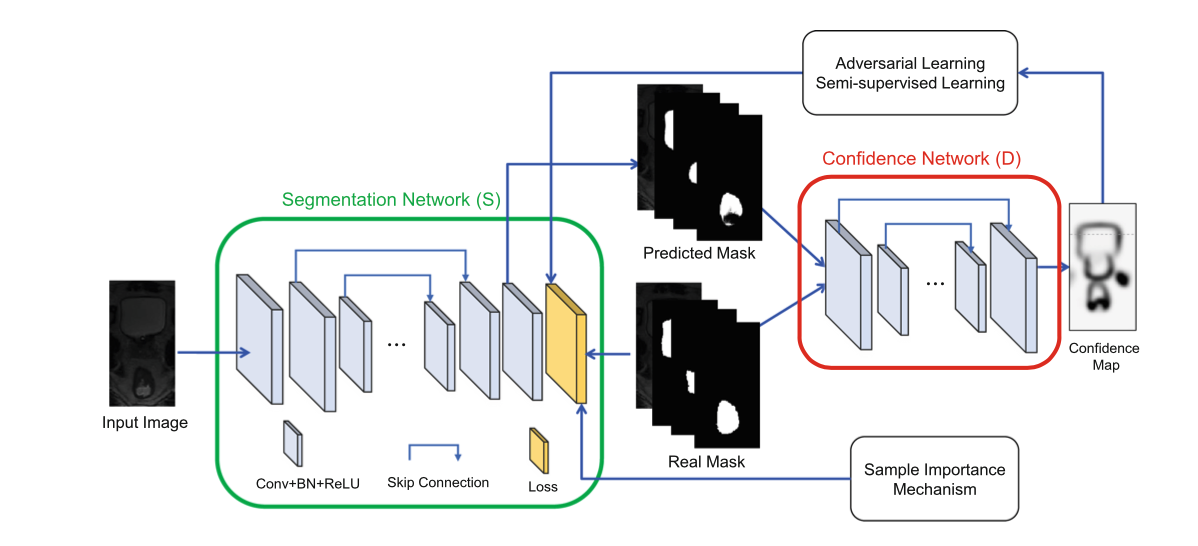 Adversarial Learning
Semi-supervised Learning
Confidence Network (D)
Segmentation Network (S)
Predicted Mask
...
...
Confidence
Map
Input Image
Real Mask
Conv+BN+ReLU
Skip Connection
Loss
Sample Importance
Mechanism